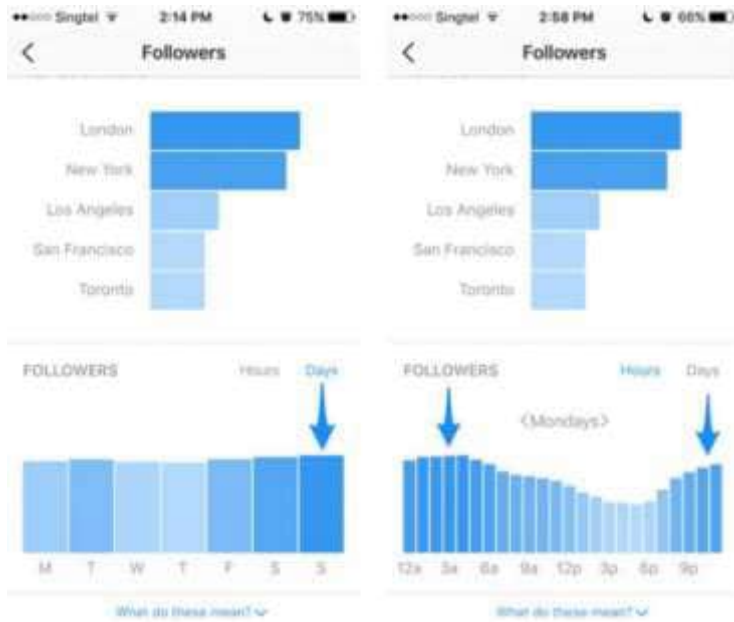 Singtel 2:14 PM 75%
Followers
London
New York
Los Angeles
San Francisco
Toronto
FOLLOWERS Hours Days
M T W T F S S
What do these mean?
Singtel 2:58 PM 66%
Followers
London
New York
Los Angeles
San Francisco
Toronto
FOLLOWERS Hours Days
<Mondays>
12a 3a 6a 9a 12p 3p 6p 9p
What do these mean?